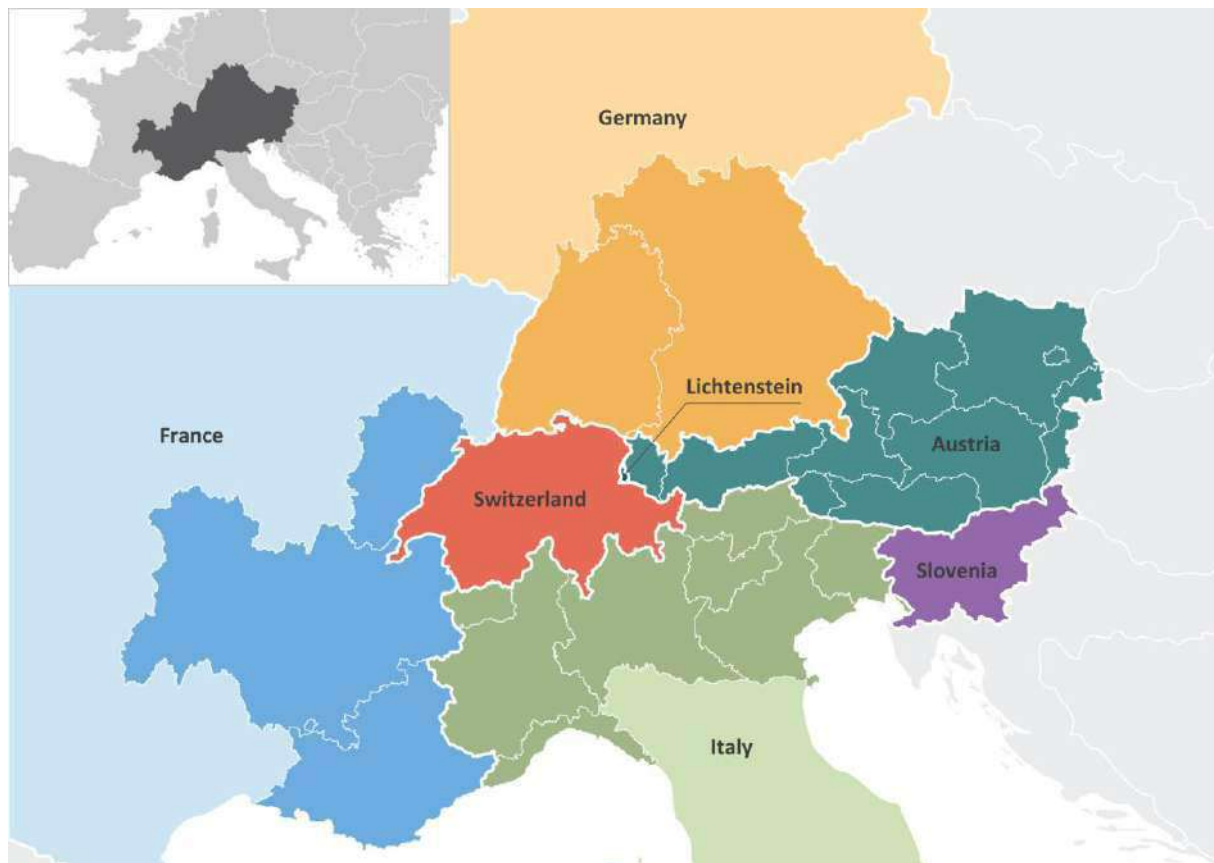 Germany
Lichtenstein
France
Austria
Switzerland
Slovenia
Italy